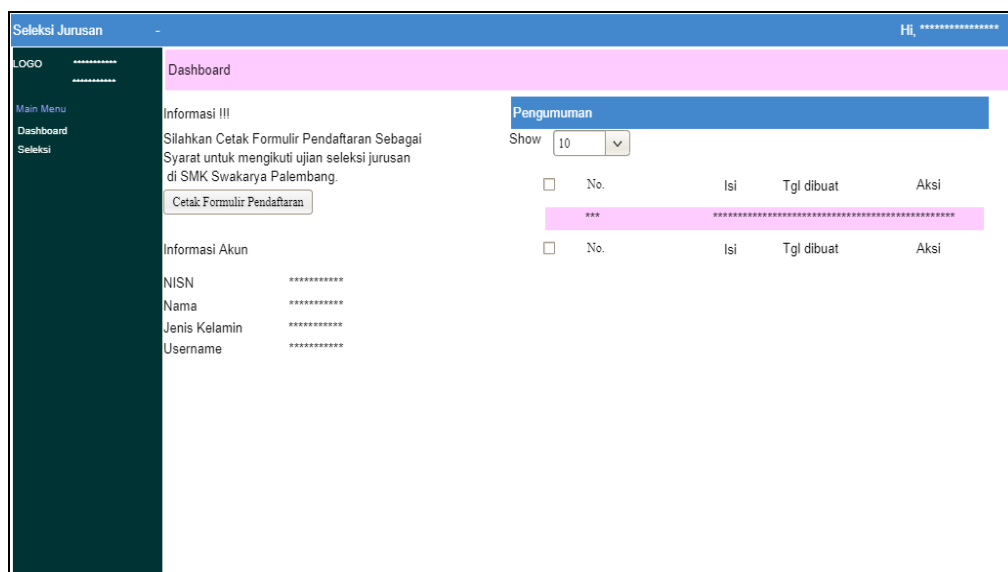 Seleksi Jurusan -
Hi, ****************
LOGO ***********
***********
Main Menu
Dashboard
Seleksi
Dashboard
Informasi !!!
Silahkan Cetak Formulir Pendaftaran Sebagai
Syarat untuk mengikuti ujian seleksi jurusan
di SMK Swakarya Palembang.
Cetak Formulir Pendaftaran
Informasi Akun
NISN ***********
Nama ***********
Jenis Kelamin ***********
Username ***********
Pengumuman
Show 10
No. Isi Tgl dibuat Aksi
*** *************************************************
No. Isi Tgl dibuat Aksi